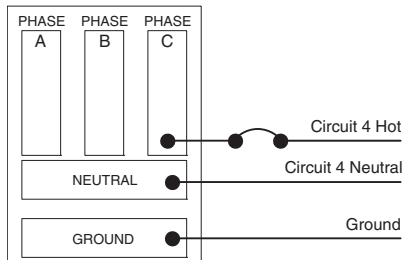 PHASE PHASE PHASE
A B C
Circuit 4 Hot
Circuit 4 Neutral
NEUTRAL
Ground
GROUND